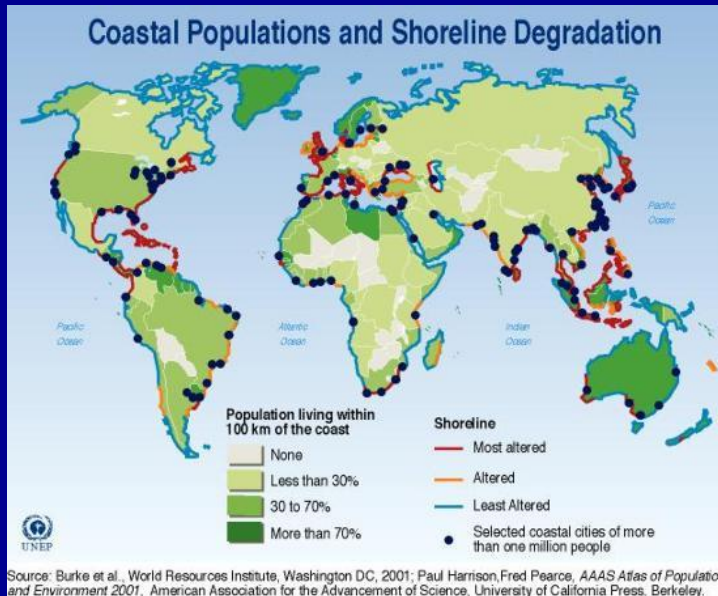 Coastal Populations and Shoreline Degradation
Pacific
Ocean
Pacific
Ocean
Atlantic
Ocean
Indian
Ocean
Population living within
100 km of the coast
None
Less than 30%
30 to 70%
More than 70%
Shoreline
Most altered
Altered
Least Altered
Selected coastal cities of more
than one million people
UNEP
Source: Burke et al., World Resources Institute, Washington DC, 2001; Paul Harrison,Fred Pearce, AAAS Atlas of Populatio
and Environment 2001, American Association for the Advancement of Science, University of California Press, Berkeley.